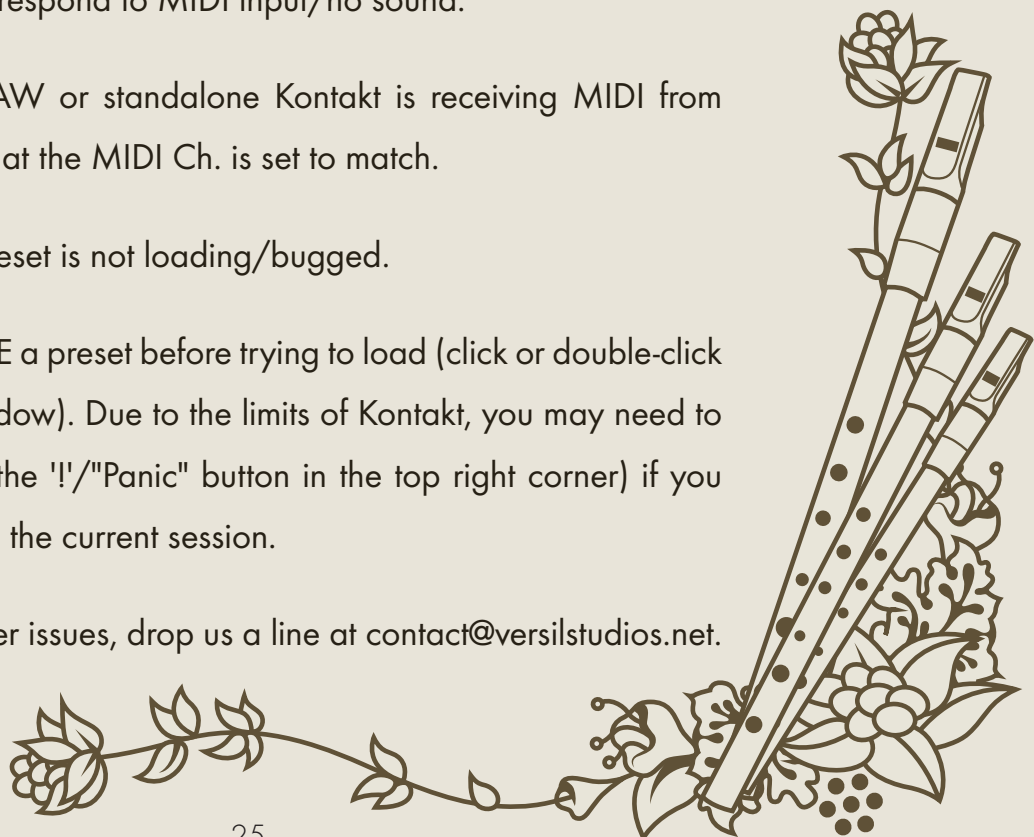 respond to MIDI input/no sound.
AW or standalone Kontakt is receiving MIDI from
at the MIDI Ch. is set to match.
eset is not loading/bugged.
E a preset before trying to load (click or double-click
dow). Due to the limits of Kontakt, you may need to
the '!'/"Panic" button in the top right corner) if you
the current session.
er issues, drop us a line at contact@versilstudios.net.
25